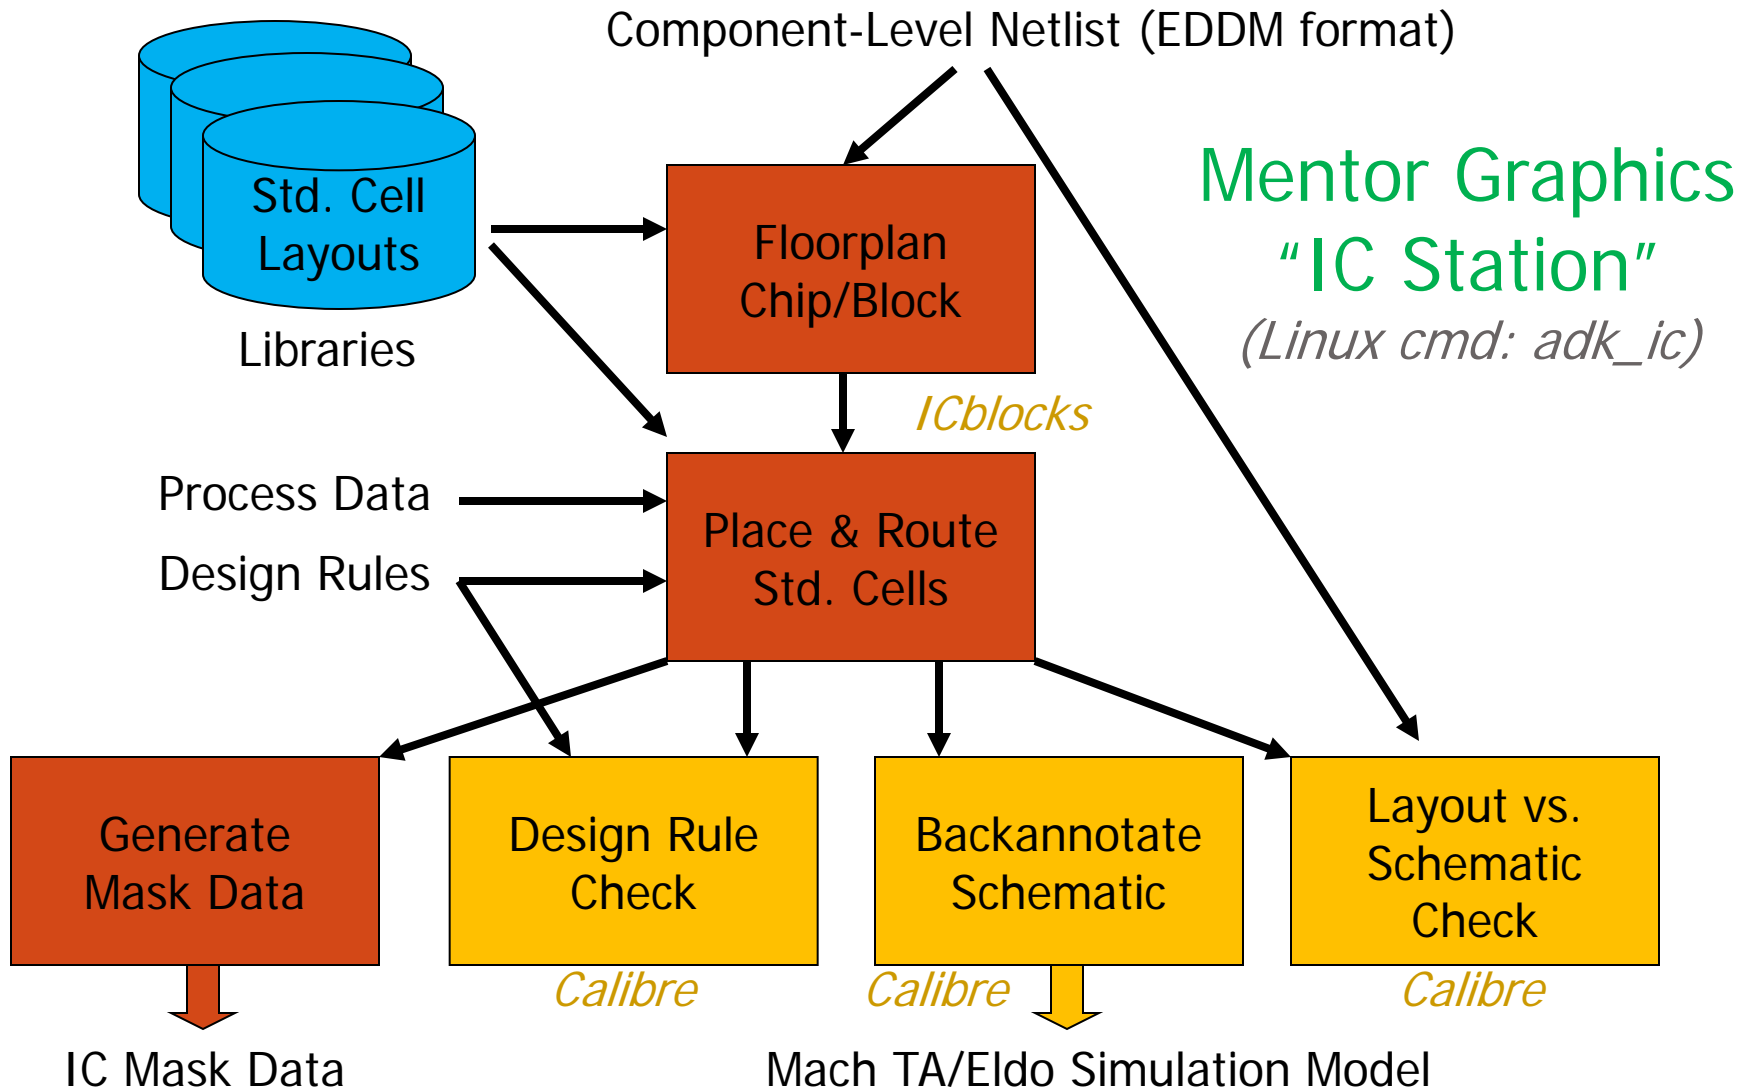 Component-Level Netlist (EDDM format)
Std. Cell
Layouts
Libraries
Floorplan
Chip/Block
Mentor Graphics
“IC Station”
(Linux cmd: adk_ic)
ICblocks
Process Data
Design Rules
Place & Route
Std. Cells
Generate
Mask Data
Design Rule
Check
Backannotate
Schematic
Layout vs.
Schematic
Check
Calibre
Calibre
Calibre
IC Mask Data
Mach TA/Eldo Simulation Model